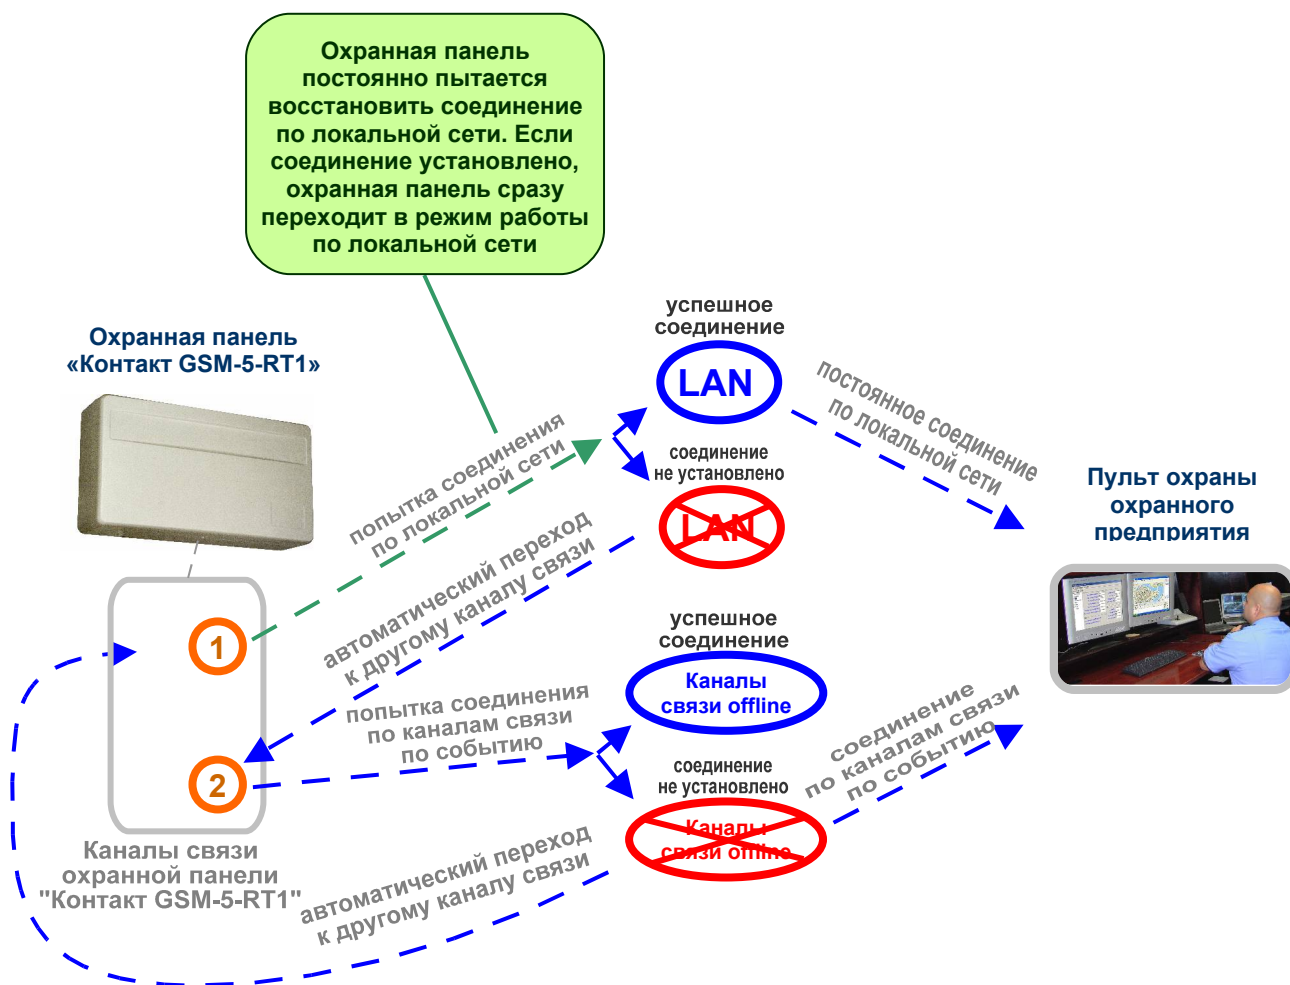 Охранная панель
постоянно пытается
восстановить соединение
по локальной сети. Если
соединение установлено,
охранная панель сразу
переходит в режим работы
по локальной сети
успешное
соединение
LAN
Охранная панель
«Контакт GSM-5-RT1»
постоянное соединение
по локальной сети
попытка соединения
по локальной сети
соединение
не установлено
LAN
Пульт охраны
охранного
предприятия
автоматический переход
к другому каналу связи
1
успешное
соединение
Каналы
связи offline
попытка соединения
по каналам связи
по событию
соединение
по каналам связи
по событию
2
соединение
не установлено
Каналы
связи offline
Каналы связи
охранной панели
"Контакт GSM-5-RT1"
автоматический переход
к другому каналу связи